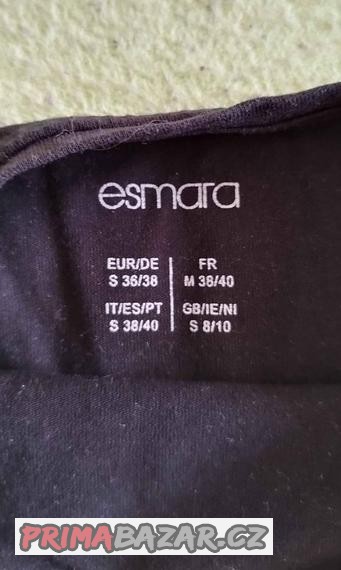 esmara
EUR/DE FR
S 36/38 M 38/40
IT/ES/PT GB/IE/NI
S 38/40 S 8/10
PRIMABAZAR.CZ